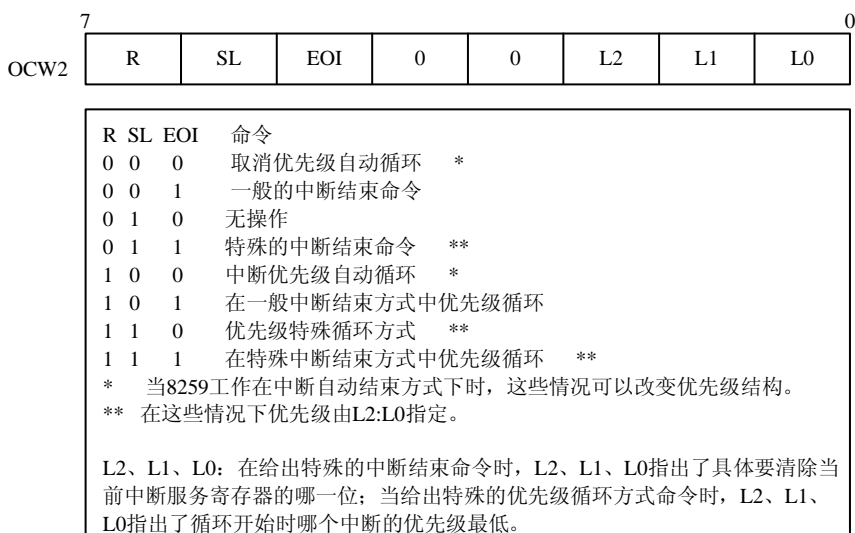 7 0
OCW2 R SL EOI 0 0 L2 L1 L0
R SL EOI 命令
0 0 0 取消优先级自动循环 *
0 0 1 一般的中断结束命令
0 1 0 无操作
0 1 1 特殊的中断结束命令 **
1 0 0 中断优先级自动循环 *
1 0 1 在一般中断结束方式中优先级循环
1 1 0 优先级特殊循环方式 **
1 1 1 在特殊中断结束方式中优先级循环 **
* 当8259工作在中断自动结束方式下时，这些情况可以改变优先级结构。
** 在这些情况下优先级由L2:L0指定。
L2、L1、L0：在给出特殊的中断结束命令时，L2、L1、L0指出了具体要清除当
前中断服务寄存器的哪一位；当给出特殊的优先级循环方式命令时，L2、L1、
L0指出了循环开始时哪个中断的优先级最低。